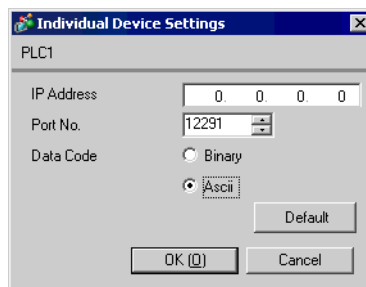 Individual Device Settings
PLC1
IP Address 0. 0. 0. 0
Port No. 12291
Data Code Binary
Ascii
Default
OK (O) Cancel